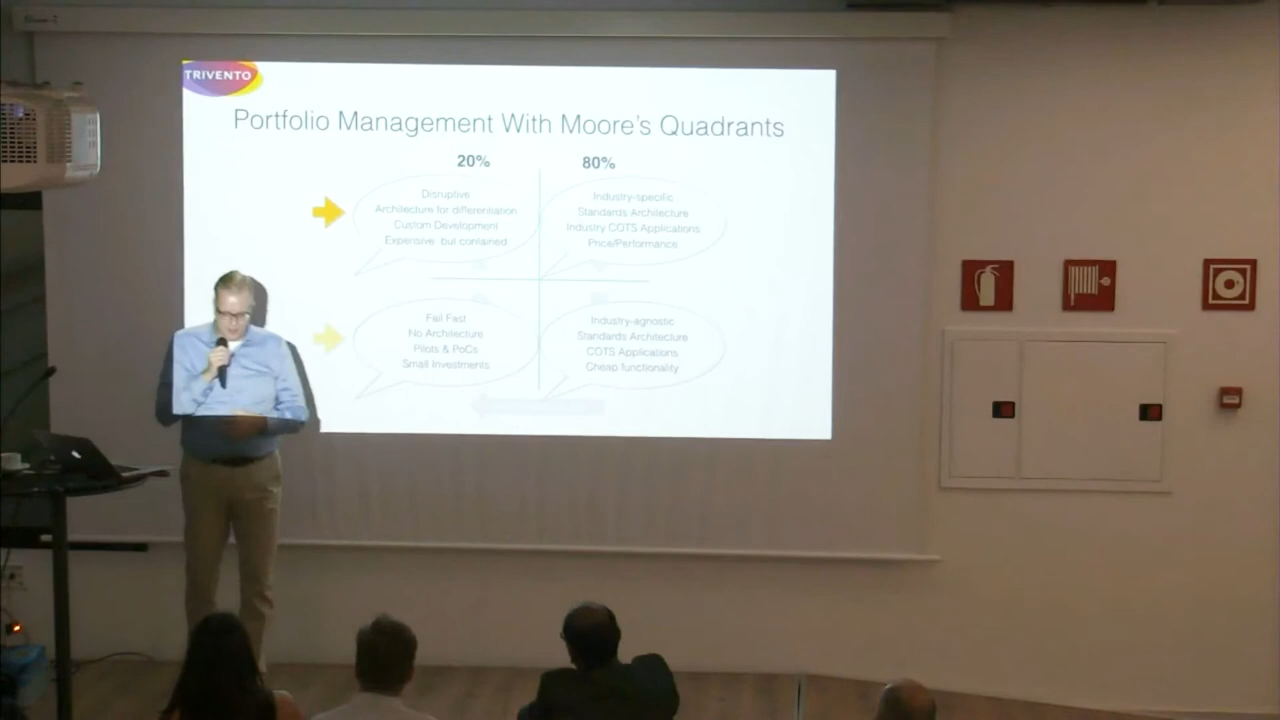 TRIVENTO
Portfolio Management With Moore's Quadrants
20%
80%
Disruptive
Architecture for differentiation
Custom Development
Expensive but contained
Industry-specific
Standards Architecture
Industry COTS Applications
Price/Performance
Fail Fast
No Architecture
Pilots & PoCs
Small Investments
Industry-agnostic
Standards Architecture
COTS Applications
Cheap functionality